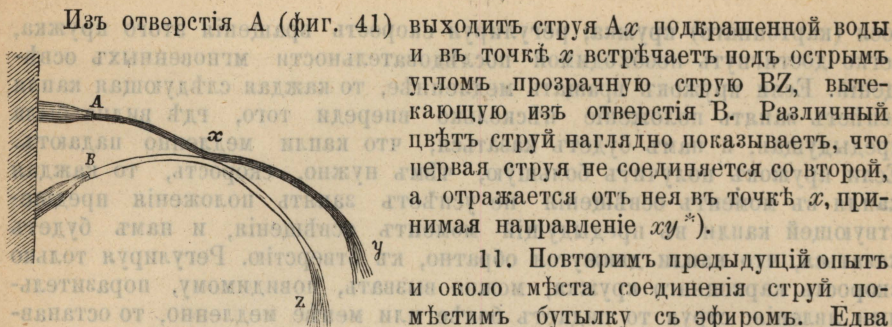 Изъ отверстія А (фиг. 41) выходитъ струя Ax подкрашенной воды
и въ точкѣ x встрѣчаетъ подъ острымъ
угломъ прозрачную струю BZ, выте-
кающую изъ отверстія В. Различный
цвѣтъ струй наглядно показываетъ, что
первая струя не соединяется со второй,
а отражается отъ нея въ точкѣ x, при-
нимая направленіе xy*).
11. Повторимъ предыдущій опытъ
и около мѣста соединенія струй по-
мѣстимъ бутылку съ эфиромъ. Едва
A
x
B
y
z